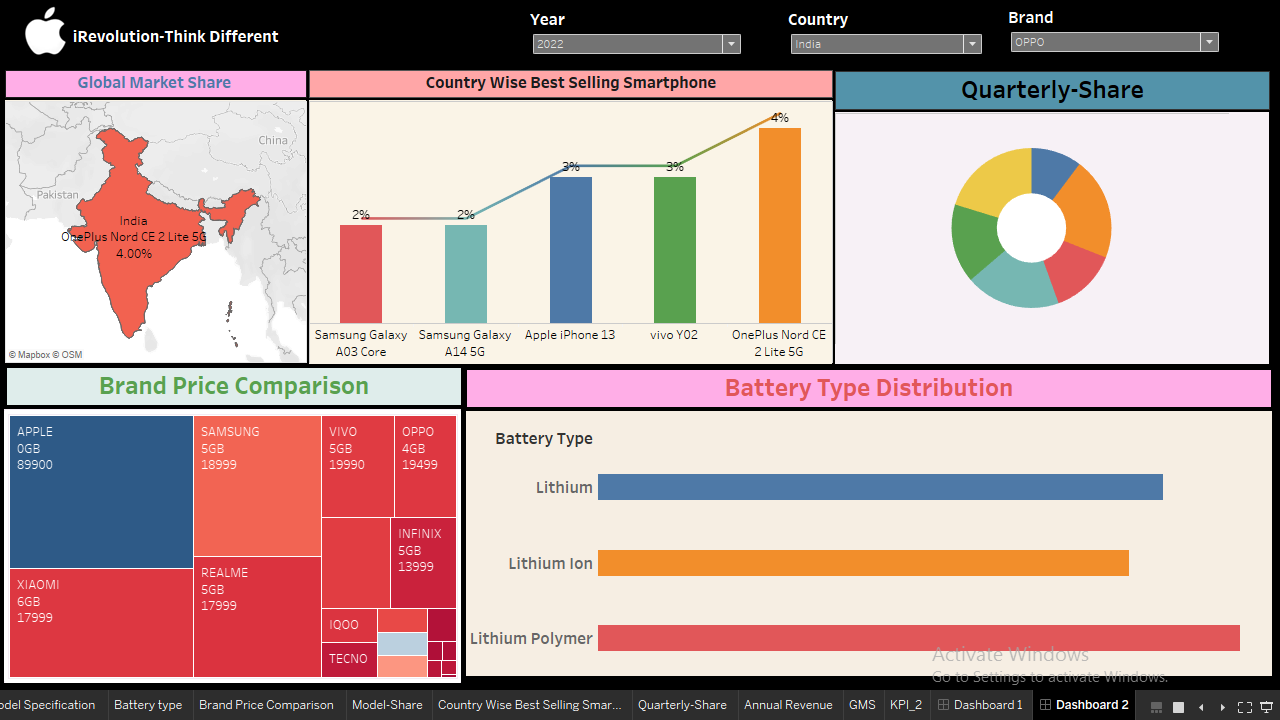 iRevolution-Think Different
Year
2022
Country
India
Brand
OPPO
Global Market Share
Country Wise Best Selling Smartphone
Quarterly-Share
China
Pakistan
India
OnePlus Nord CE 2 Lite 5G
4.00%
© Mapbox © OSM
2%
2%
3%
3%
4%
Samsung Galaxy
A03 Core
Samsung Galaxy
A14 5G
Apple iPhone 13
vivo Y02
OnePlus Nord CE
2 Lite 5G
Brand Price Comparison
Battery Type Distribution
APPLE
0GB
89900
SAMSUNG
5GB
18999
VIVO
5GB
19990
OPPO
4GB
19499
INFINIX
5GB
13999
XIAOMI
6GB
17999
REALME
5GB
17999
iQOO
TECNO
Battery Type
Lithium
Lithium Ion
Lithium Polymer
Activate Windows
Go to Settings to activate Windows.
odel Specification
Battery type
Brand Price Comparison
Model-Share
Country Wise Best Selling Smar...
Quarterly-Share
Annual Revenue
GMS
KPI_2
Dashboard 1
Dashboard 2